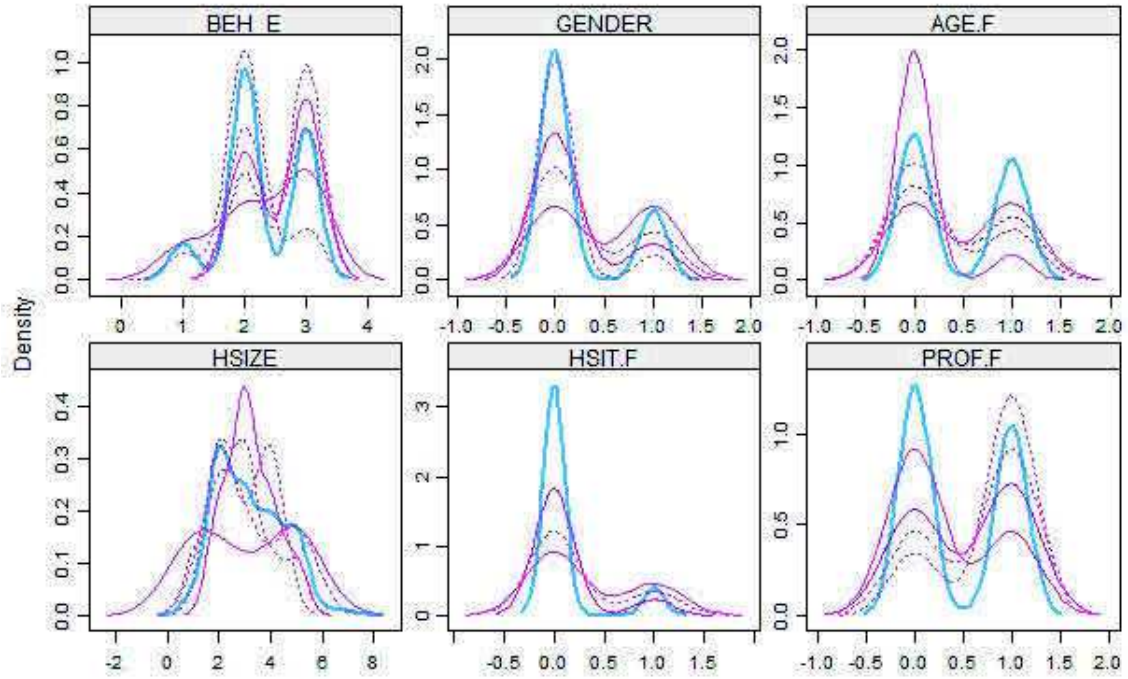 Density
BEH_E
GENDER
AGE.F
0.0 0.2 0.4 0.6 0.8 1.0
0.0 0.5 1.0 1.5 2.0
0.0 0.5 1.0 1.5 2.0
0 1 2 3 4
-1.0 -0.5 0.0 0.5 1.0 1.5 2.0
-1.0 -0.5 0.0 0.5 1.0 1.5 2.0
HSIZE
HSIT.F
PROF.F
0.0 0.1 0.2 0.3 0.4
0 1 2 3
0.0 0.5 1.0
-2 0 2 4 6 8
-0.5 0.0 0.5 1.0 1.5 2.0
-1.0 -0.5 0.0 0.5 1.0 1.5 2.0